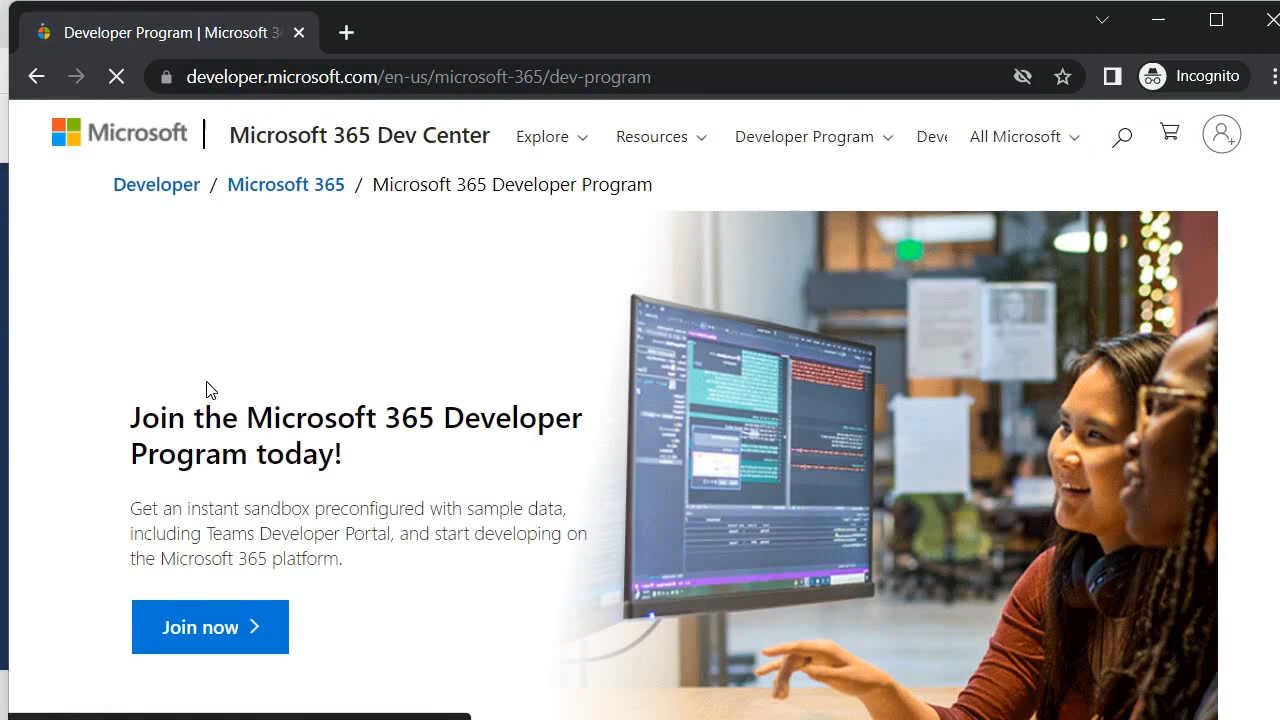 Developer Program | Microsoft 3
developer.microsoft.com/en-us/microsoft-365/dev-program
Incognito
Microsoft
Microsoft 365 Dev Center
Explore
Resources
Developer Program
Deve
All Microsoft
Developer / Microsoft 365 / Microsoft 365 Developer Program
Join the Microsoft 365 Developer
Program today!
Get an instant sandbox preconfigured with sample data,
including Teams Developer Portal, and start developing on
the Microsoft 365 platform.
Join now